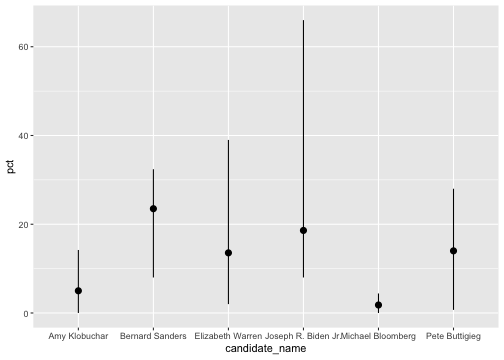 60
40
20
0
pct
Amy Klobuchar Bernard Sanders Elizabeth Warren Joseph R. Biden Jr. Michael Bloomberg Pete Buttigieg
candidate_name